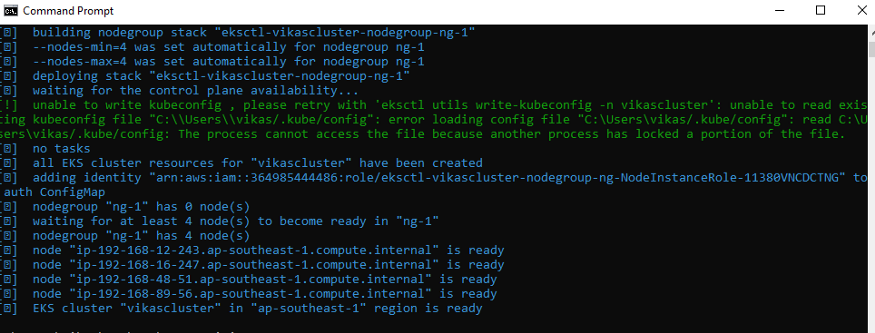 Command Prompt
[?]  building nodegroup stack "eksctl-vikascluster-nodegroup-ng-1"
[?]  --nodes-min=4 was set automatically for nodegroup ng-1
[?]  --nodes-max=4 was set automatically for nodegroup ng-1
[?]  deploying stack "eksctl-vikascluster-nodegroup-ng-1"
[?]  waiting for the control plane availability...
[!]  unable to write kubeconfig , please retry with 'eksctl utils write-kubeconfig -n vikascluster': unable to read exis
ting kubeconfig file "C:\\Users\\vikas/.kube/config": error loading config file "C:\Users\vikas/.kube/config": read C:\U
sers\vikas/.kube/config: The process cannot access the file because another process has locked a portion of the file.
[?]  no tasks
[?]  all EKS cluster resources for "vikascluster" have been created
[?]  adding identity "arn:aws:iam::364985444486:role/eksctl-vikascluster-nodegroup-ng-NodeInstanceRole-11380VNCDCTNG" to
auth ConfigMap
[?]  nodegroup "ng-1" has 0 node(s)
[?]  waiting for at least 4 node(s) to become ready in "ng-1"
[?]  nodegroup "ng-1" has 4 node(s)
[?]  node "ip-192-168-12-243.ap-southeast-1.compute.internal" is ready
[?]  node "ip-192-168-16-247.ap-southeast-1.compute.internal" is ready
[?]  node "ip-192-168-48-51.ap-southeast-1.compute.internal" is ready
[?]  node "ip-192-168-89-56.ap-southeast-1.compute.internal" is ready
[?]  EKS cluster "vikascluster" in "ap-southeast-1" region is ready